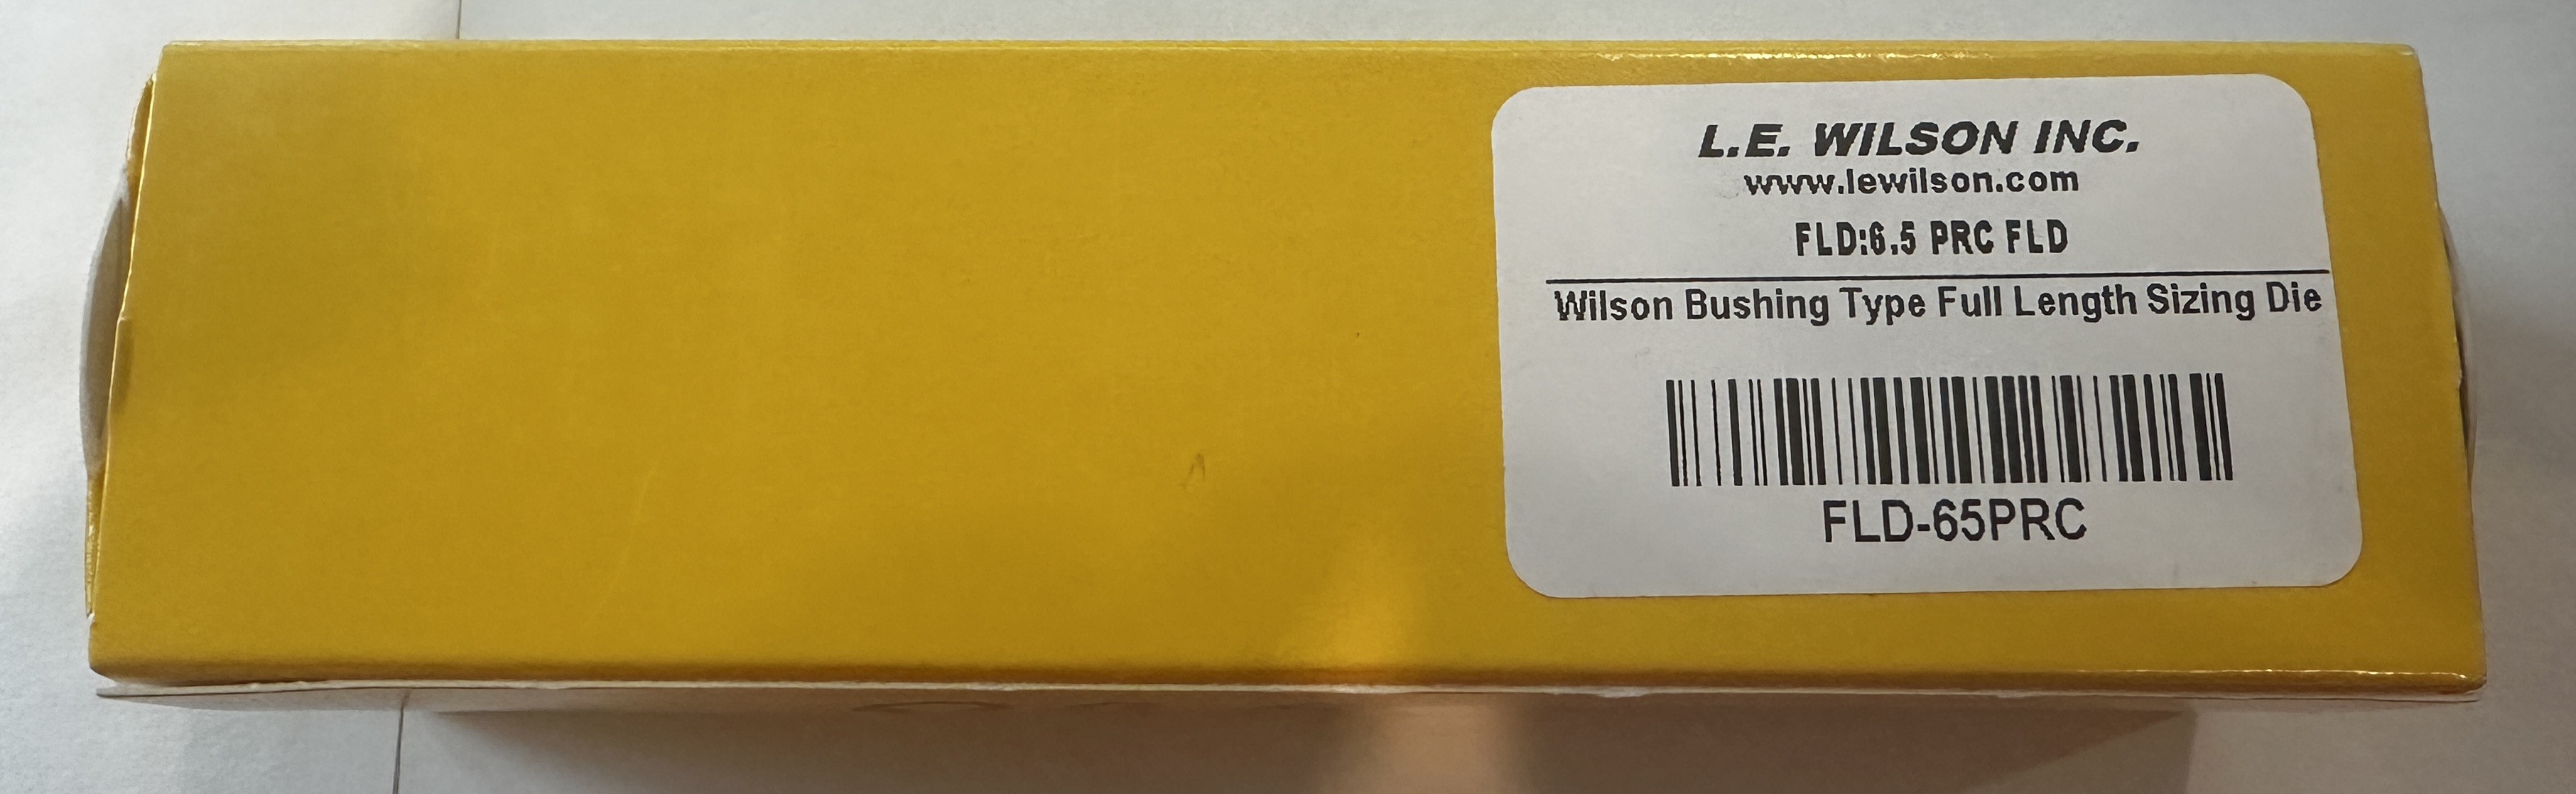 L.E. WILSON INC.
www.lewilson.com
FLD:6.5 PRC FLD
Wilson Bushing Type Full Length Sizing Die
FLD-65PRC